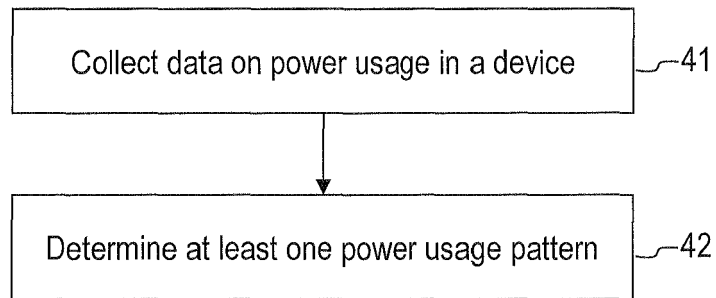 Collect data on power usage in a device
41
Determine at least one power usage pattern
42